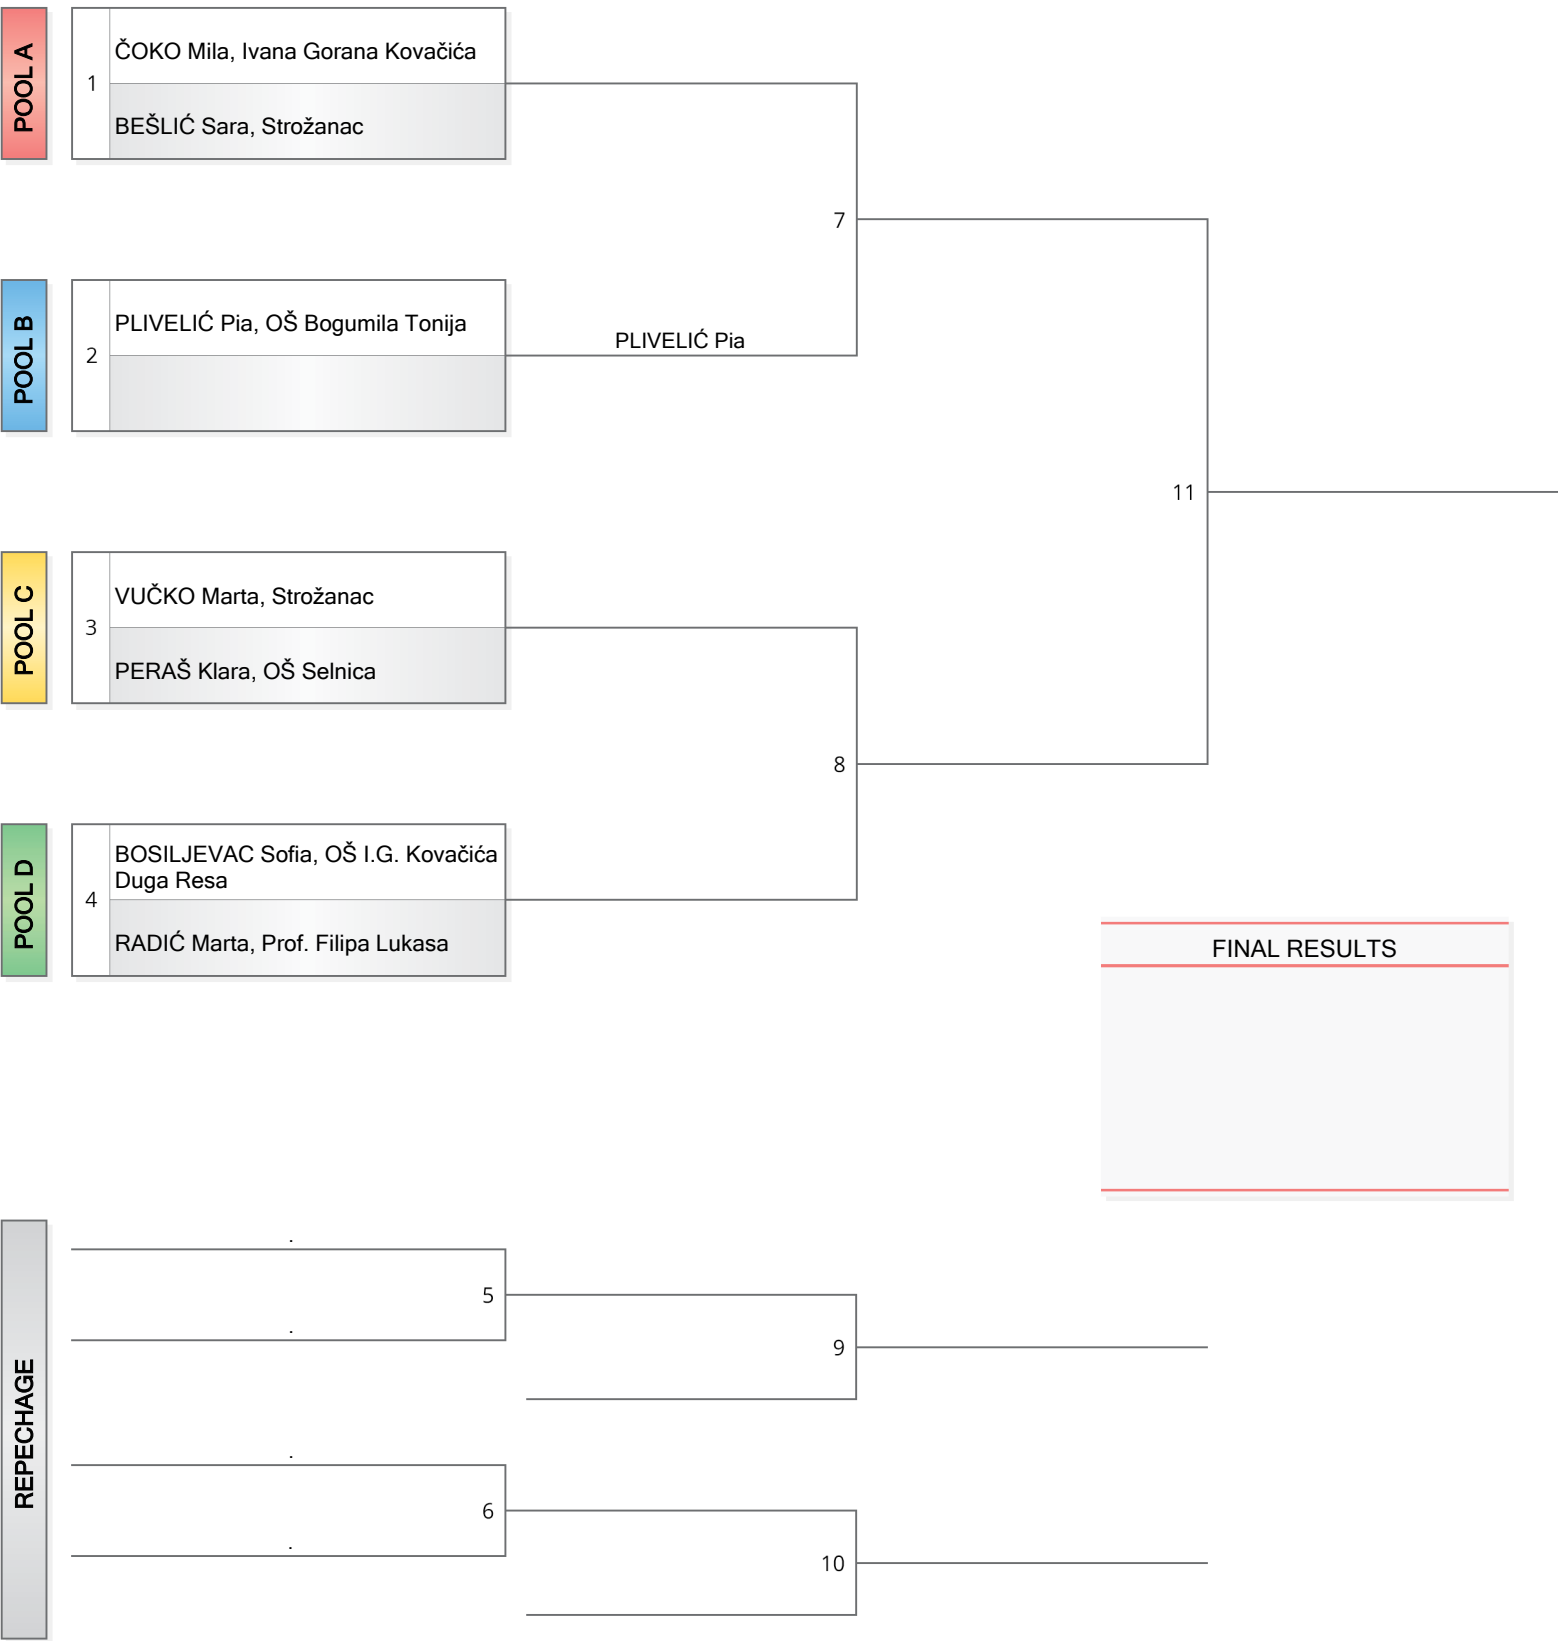 POOL A
1
ČOKO Mila, Ivana Gorana Kovačića
BEŠLIĆ Sara, Strožanac
7
POOL B
2
PLIVELIĆ Pia, OŠ Bogumila Tonija
PLIVELIĆ Pia
11
POOL C
3
VUČKO Marta, Strožanac
PERAŠ Klara, OŠ Selnica
8
POOL D
4
BOSILJEVAC Sofia, OŠ I.G. Kovačića
Duga Resa
RADIĆ Marta, Prof. Filipa Lukasa
FINAL RESULTS
REPECHAGE
.
5
.
9
.
6
.
10